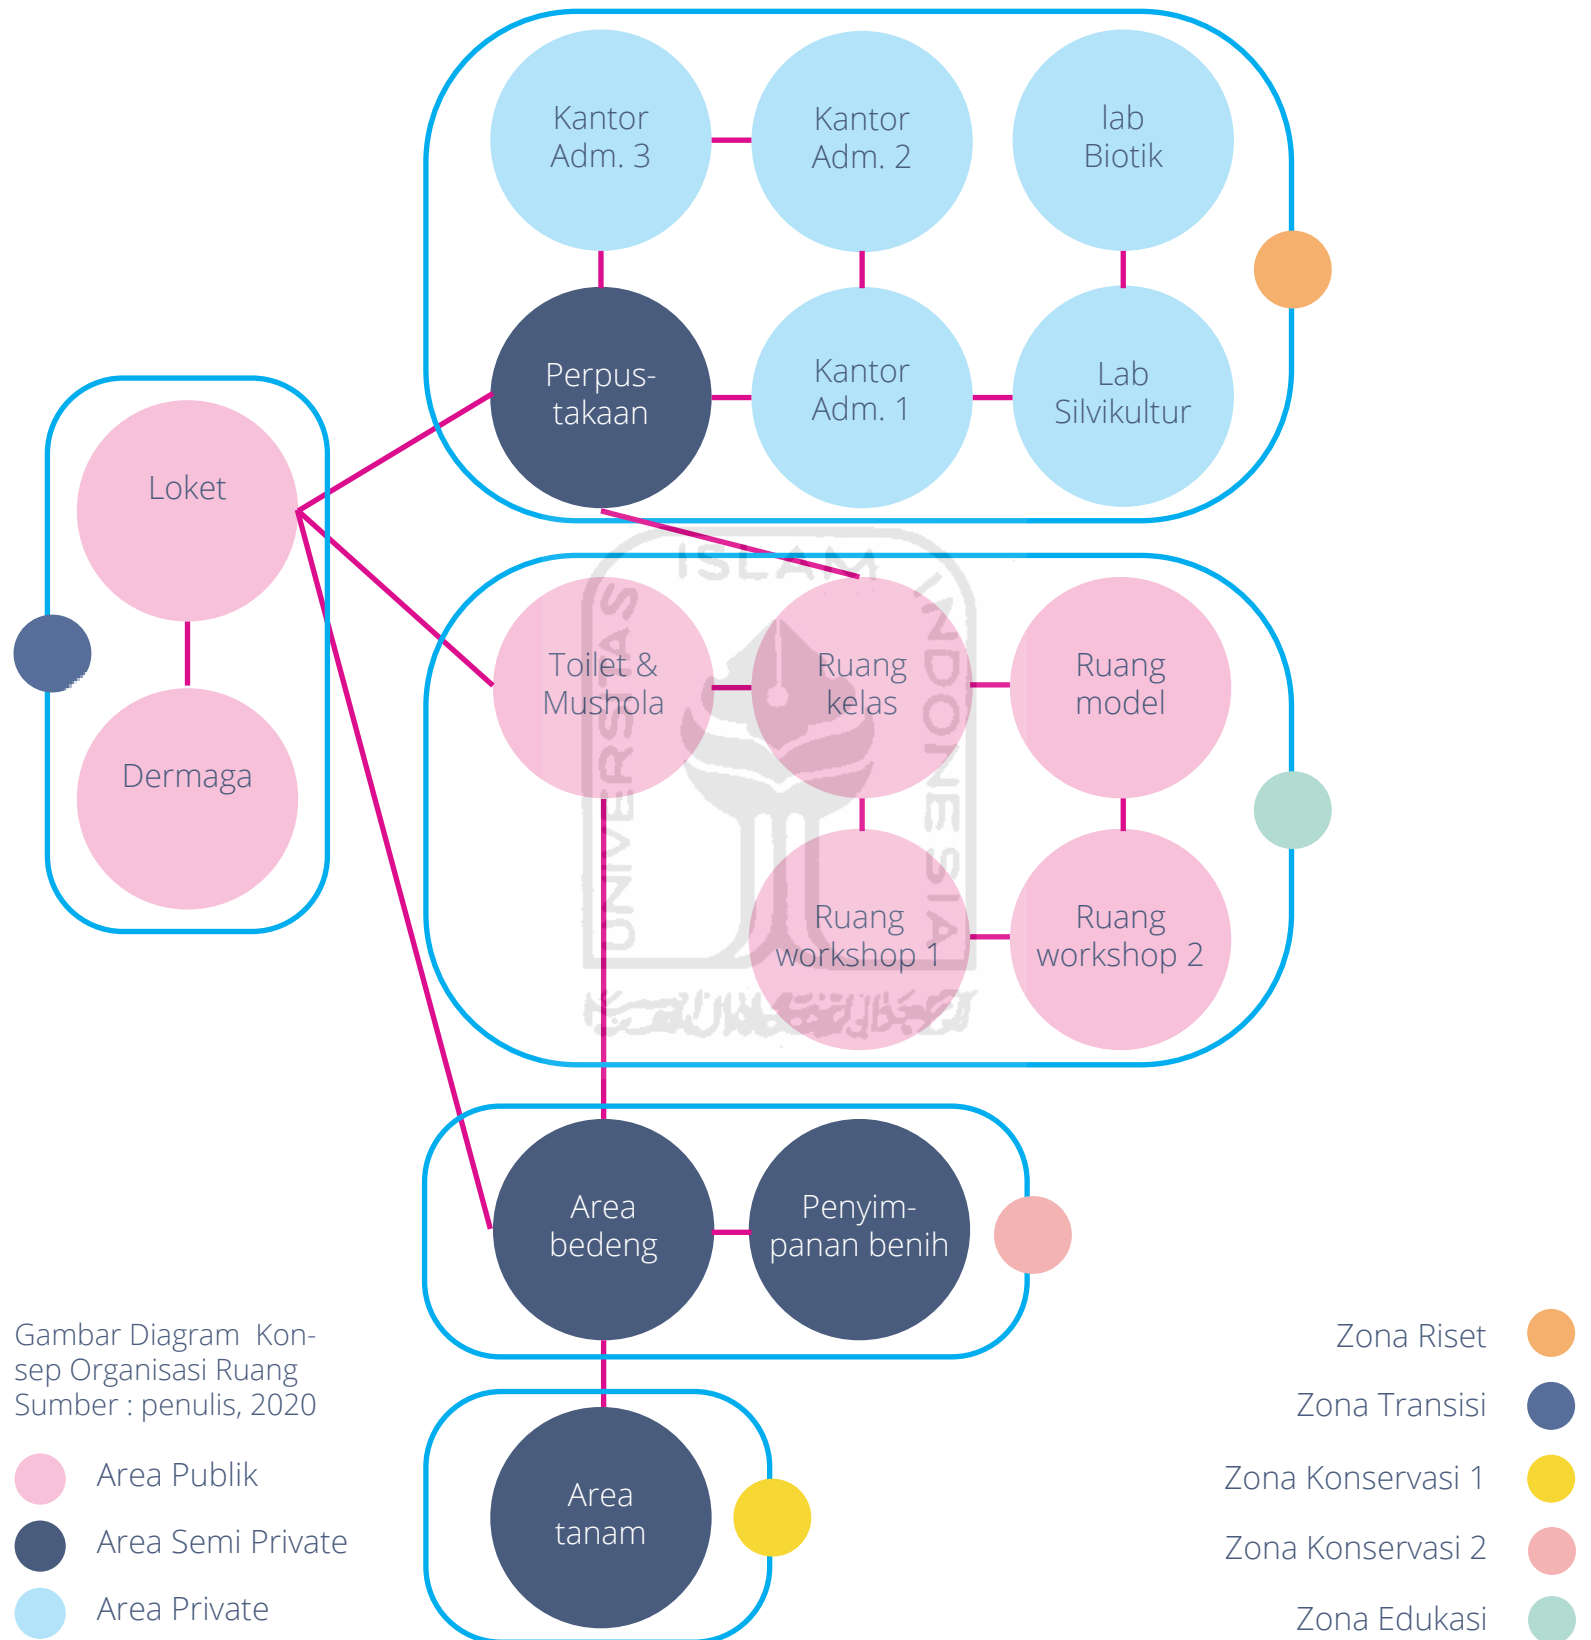 Kantor
Adm. 3
Kantor
Adm. 2
lab
Biotik
Perpus-
takaan
Kantor
Adm. 1
Lab
Silvikultur
Loket
Dermaga
Toilet &
Mushola
Ruang
kelas
Ruang
model
Ruang
workshop 1
Ruang
workshop 2
UNIVERSITAS
ISLAM
INDONESIA
Area
bedeng
Penyim-
panan benih
Area
tanam
Gambar Diagram  Kon-
sep Organisasi Ruang
Sumber : penulis, 2020
Area Publik
Area Semi Private
Area Private
Zona Riset
Zona Transisi
Zona Konservasi 1
Zona Konservasi 2
Zona Edukasi